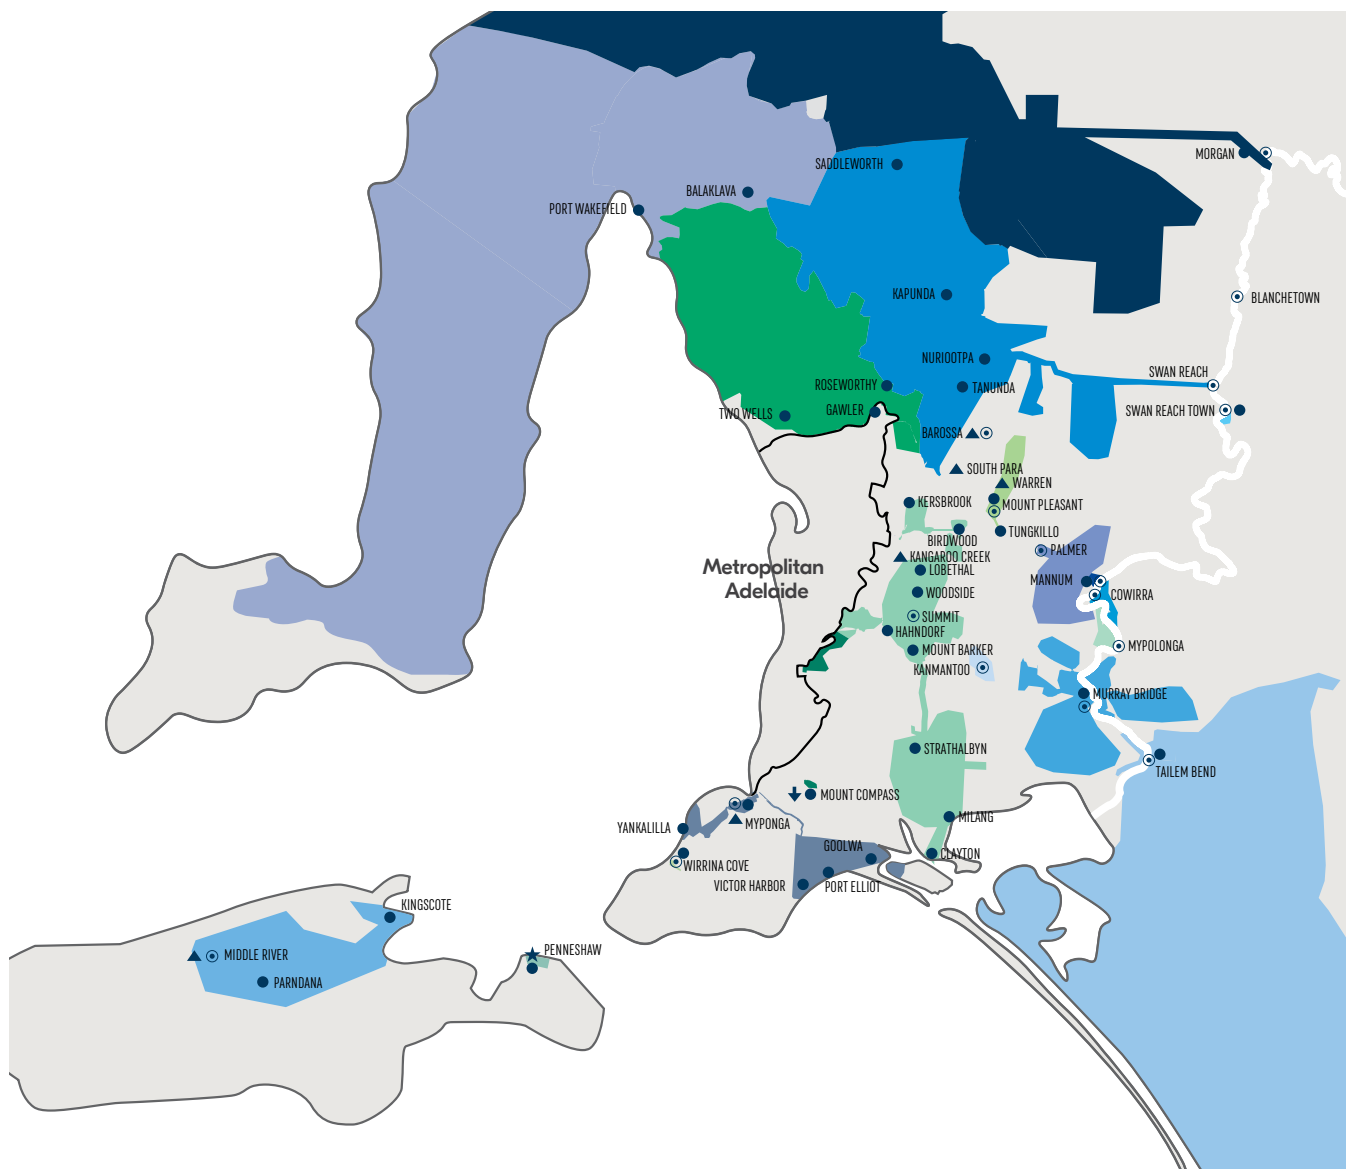 SADDLEWORTH
MORGAN
BALAKLAVA
PORT WAKEFIELD
KAPUNDA
BLANCHETOWN
NURIOOTPA
SWAN REACH
ROSEWORTHY
TANUNDA
TWO WELLS
GAWLER
SWAN REACH TOWN
BAROSSA
SOUTH PARA
WARREN
KERSBROOK
MOUNT PLEASANT
TUNGKILLO
BIRDWOOD
PALMER
KANGAROO CREEK
Metropolitan
Adelaide
LOBETHAL
MANNUM
WOODSIDE
COWIRRA
SUMMIT
HAHNDORF
MYPOLONGA
MOUNT BARKER
KANMANTOO
MURRAY BRIDGE
STRATHALBYN
TAILEM BEND
MOUNT COMPASS
MILANG
MYPONGA
YANKALILLA
GOOLWA
CLAYTON
WIRRINA COVE
VICTOR HARBOR
PORT ELLIOT
KINGSCOTE
PENNESHAW
MIDDLE RIVER
PARNDANA